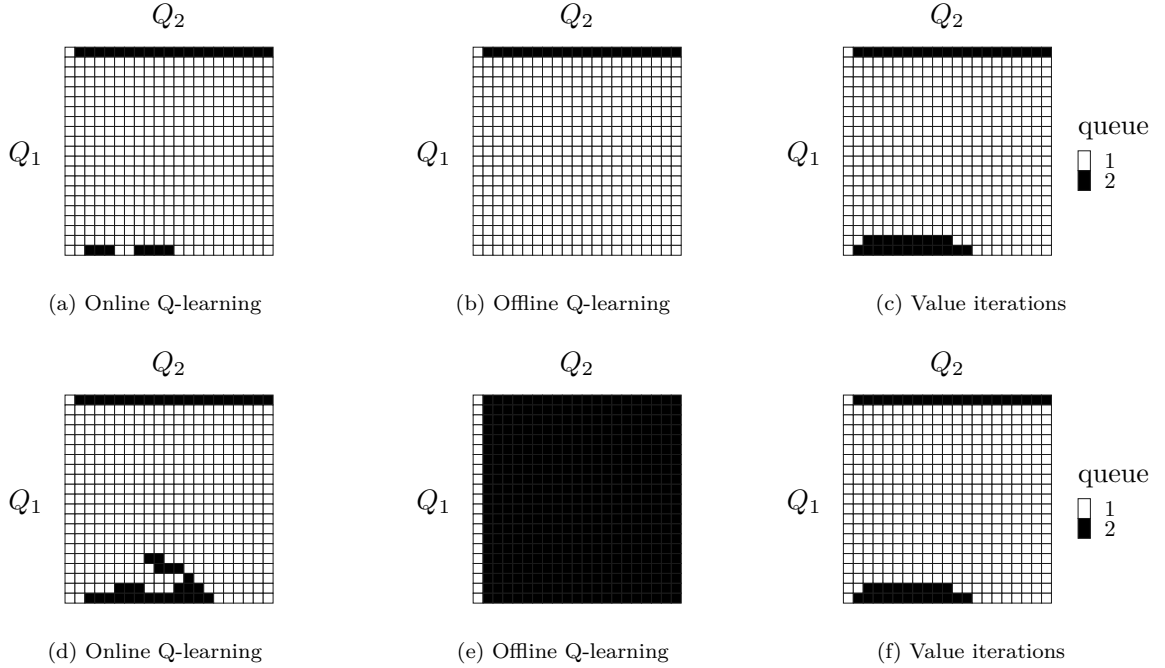 Q2 Q2 Q2
Q1 Q1 Q1
queue
1
2
(a) Online Q-learning (b) Offline Q-learning (c) Value iterations
Q2 Q2 Q2
Q1 Q1 Q1
queue
1
2
(d) Online Q-learning (e) Offline Q-learning (f) Value iterations